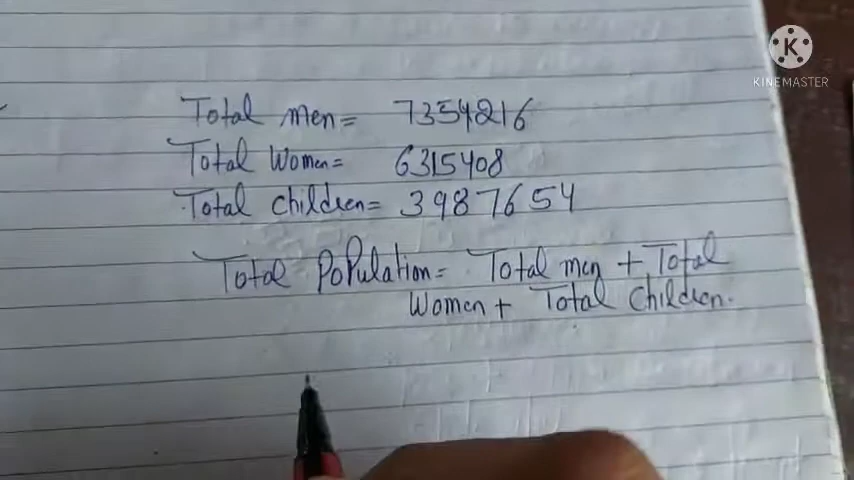 K
KINEMASTER
Total men = 7354216
Total Women = 6315408
Total children = 3987654
Total Population = Total men + Total
Women + Total Children.